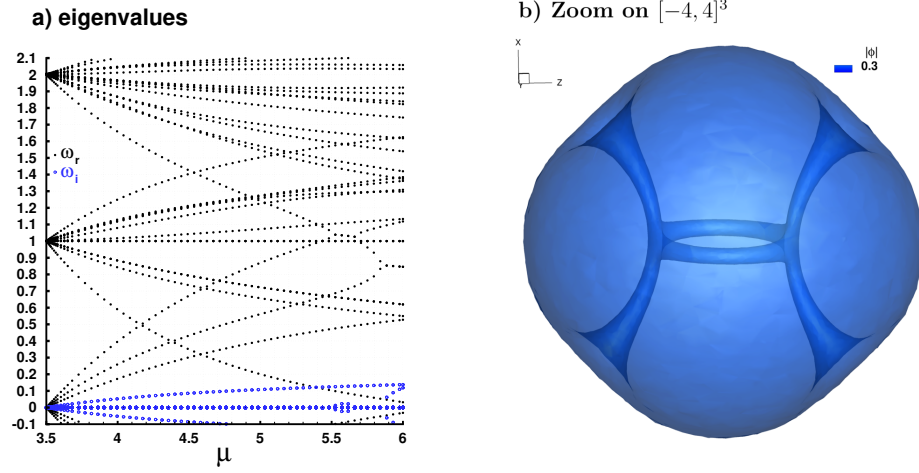 a) eigenvalues
2.1
2
1.9
1.8
1.7
1.6
1.5
1.4
1.3
1.2
1.1
1
0.9
0.8
0.7
0.6
0.5
0.4
0.3
0.2
0.1
0
-0.1
ω_r
ω_i
3.5 4 4.5 5 5.5 6
μ
b) Zoom on [−4, 4]³
X
Y
Z
|ϕ|
0.3